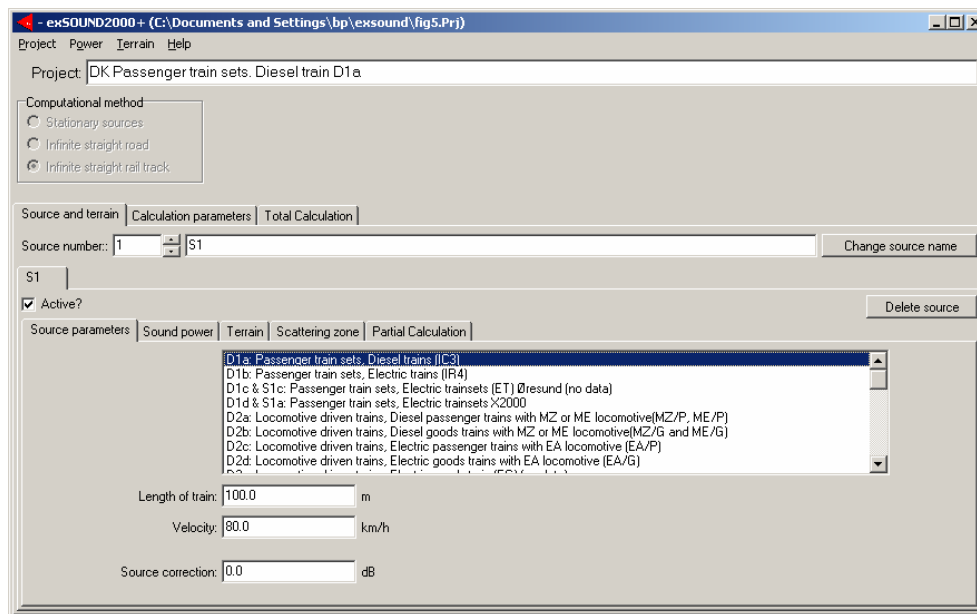 - exSOUND2000+ (C:\Documents and Settings\bp\exsound\fig5.Prj)
Project Power Terrain Help
Project: DK Passenger train sets. Diesel train D1a
Computational method
Stationary sources
Infinite straight road
Infinite straight rail track
Source and terrain Calculation parameters Total Calculation
Source number:: 1 S1 Change source name
S1
Active? Delete source
Source parameters Sound power Terrain Scattering zone Partial Calculation
D1a: Passenger train sets, Diesel trains (IC3)
D1b: Passenger train sets, Electric trains (IR4)
D1c & S1c: Passenger train sets, Electric trainsets (ET) Øresund (no data)
D1d & S1a: Passenger train sets, Electric trainsets X2000
D2a: Locomotive driven trains, Diesel passenger trains with MZ or ME locomotive(MZ/P, ME/P)
D2b: Locomotive driven trains, Diesel goods trains with MZ or ME locomotive(MZ/G and ME/G)
D2c: Locomotive driven trains, Electric passenger trains with EA locomotive (EA/P)
D2d: Locomotive driven trains, Electric goods trains with EA locomotive (EA/G)
Length of train: 100.0 m
Velocity: 80.0 km/h
Source correction: 0.0 dB